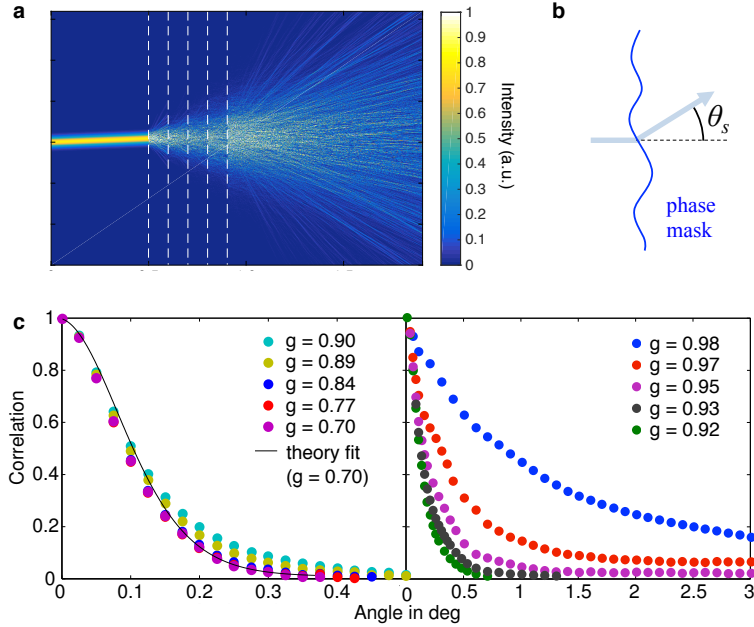 a
b
1
0.9
0.8
0.7
0.6
0.5
0.4
0.3
0.2
0.1
0
Intensity (a.u.)
θs
phase
mask
c
Correlation
1
0.8
0.6
0.4
0.2
0
g = 0.90
g = 0.89
g = 0.84
g = 0.77
g = 0.70
theory fit
(g = 0.70)
g = 0.98
g = 0.97
g = 0.95
g = 0.93
g = 0.92
0 0.1 0.2 0.3 0.4 0 0.5 1 1.5 2 2.5 3
Angle in deg